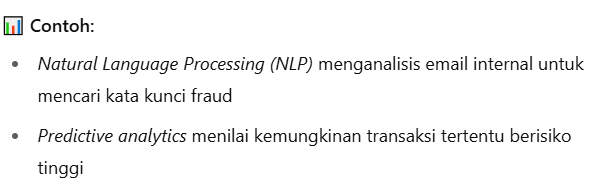 📊 Contoh:
• Natural Language Processing (NLP) menganalisis email internal untuk
mencari kata kunci fraud
• Predictive analytics menilai kemungkinan transaksi tertentu berisiko
tinggi